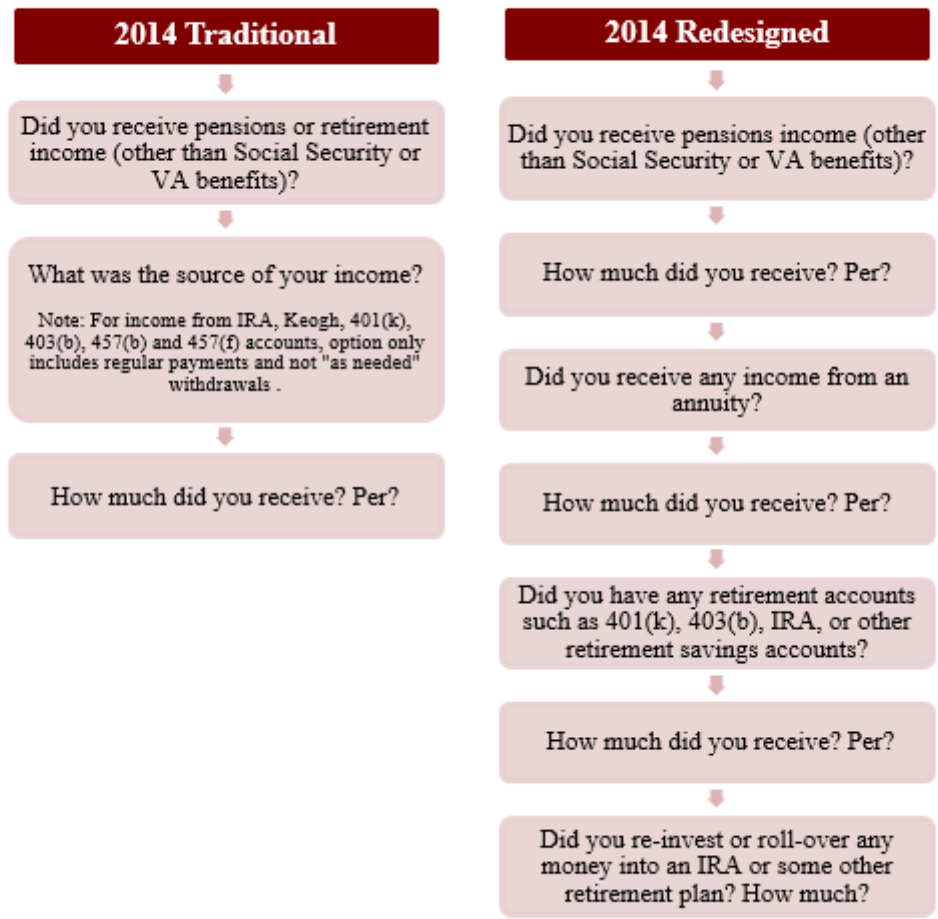 2014 Traditional
Did you receive pensions or retirement
income (other than Social Security or
VA benefits)?
What was the source of your income?
Note: For income from IRA, Keogh, 401(k),
403(b), 457(b) and 457(f) accounts, option only
includes regular payments and not "as needed"
withdrawals .
How much did you receive? Per?
2014 Redesigned
Did you receive pensions income (other
than Social Security or VA benefits)?
How much did you receive? Per?
Did you receive any income from an
annuity?
How much did you receive? Per?
Did you have any retirement accounts
such as 401(k), 403(b), IRA, or other
retirement savings accounts?
How much did you receive? Per?
Did you re-invest or roll-over any
money into an IRA or some other
retirement plan? How much?